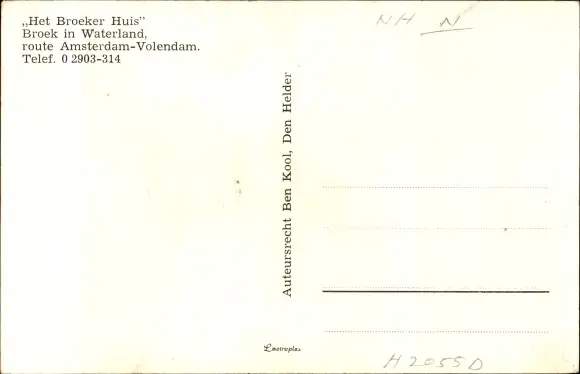 „Het Broeker Huis”
Broek in Waterland,
route Amsterdam-Volendam.
Telef. 0 2903-314
NH N
Auteursrecht Ben Kool, Den Helder
H 2055 D